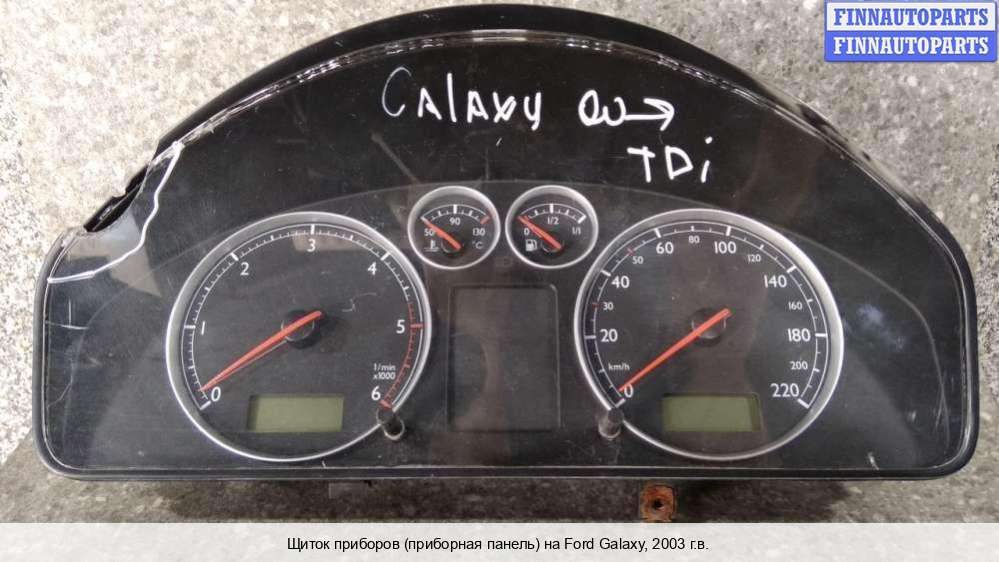 FINNAUTOPARTS
FINNAUTOPARTS
CAlAXY 00→
TDi
50 90 130
°C
0 1/2 1/1
0 1 2 3 4 5 6
1/min
x1000
0 20 40 60 100 140 180 220
30 50 80 120 160 200
km/h
Щиток приборов (приборная панель) на Ford Galaxy, 2003 г.в.